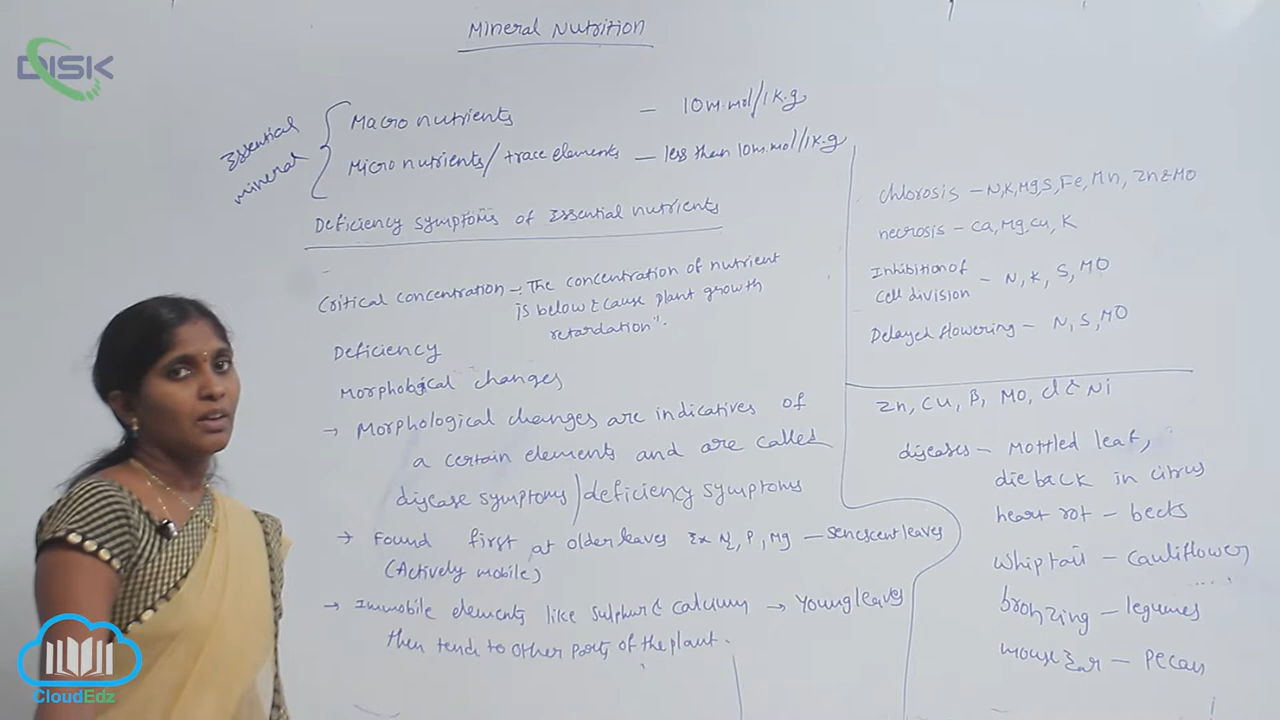 Mineral Nutrition
DISK
Essential mineral
Macro nutrients - 10m.mol/1K.g
Micro nutrients/trace elements - less then 10m.mol/1K.g
Deficiency symptoms of Essential nutrients
Critical concentration - The concentration of nutrient
is below & cause plant growth
retardation".
Deficiency
Morphological changes
→ Morphological changes are indicatives of
a certain elements and are called
disease symptoms/deficiency symptoms
→ Found first at older leaves Ex N, P, Mg - senescent leaves
(Actively mobile)
→ Immobile elements like sulphur & calcium → Young leaves
then tends to other parts of the plant.
chlorosis - N,K,Mg,S,Fe,Mn,Zn & MO
necrosis - Ca,Mg,Cu,K
Inhibition of
cell division - N, K, S, MO
Delayed flowering - N, S, MO
Zn, Cu, B, MO, Cl & Ni
diseases - Mottled leaf,
die back in citrus
heart rot - beets
whiptail - cauliflower
bronzing - legumes
mouse Ear - pecan
CloudEdz